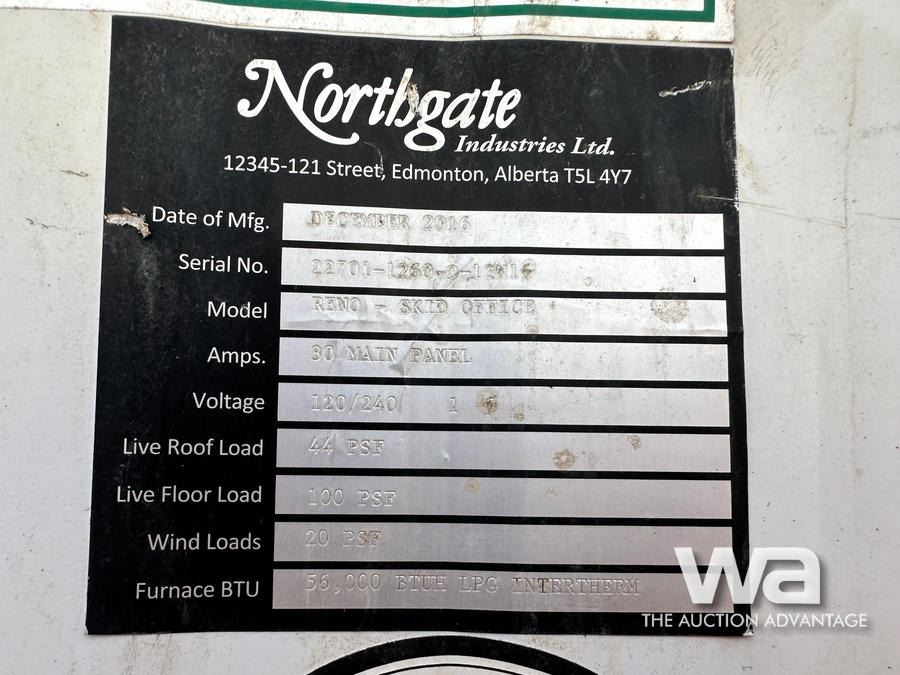 Northgate
Industries Ltd.
12345-121 Street, Edmonton, Alberta T5L 4Y7
Date of Mfg. DECEMBER 2016
Serial No. 22701-1260-D-12N16
Model RENO - SKID OFFICE
Amps. 30 MAIN PANEL
Voltage 120/240 1
Live Roof Load 44 PSF
Live Floor Load 100 PSF
Wind Loads 20 PSF
Furnace BTU 56,000 BTUH LPG INTERTHERM
wa
THE AUCTION ADVANTAGE